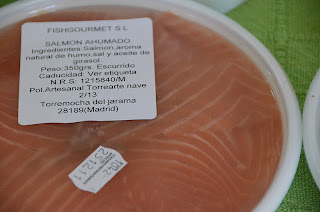 FISHGOURMET S.L
SALMON AHUMADO
Ingredientes:Salmon,aroma
natural de humo,sal y aceite de
girasol
Peso:350grs. Escurrido
Caducidad: Ver etiqueta
N.R.S: 1215840/M
Pol.Artesanal Torrearte nave
2/13
Torremocha del jarama
28189(Madrid)
251211